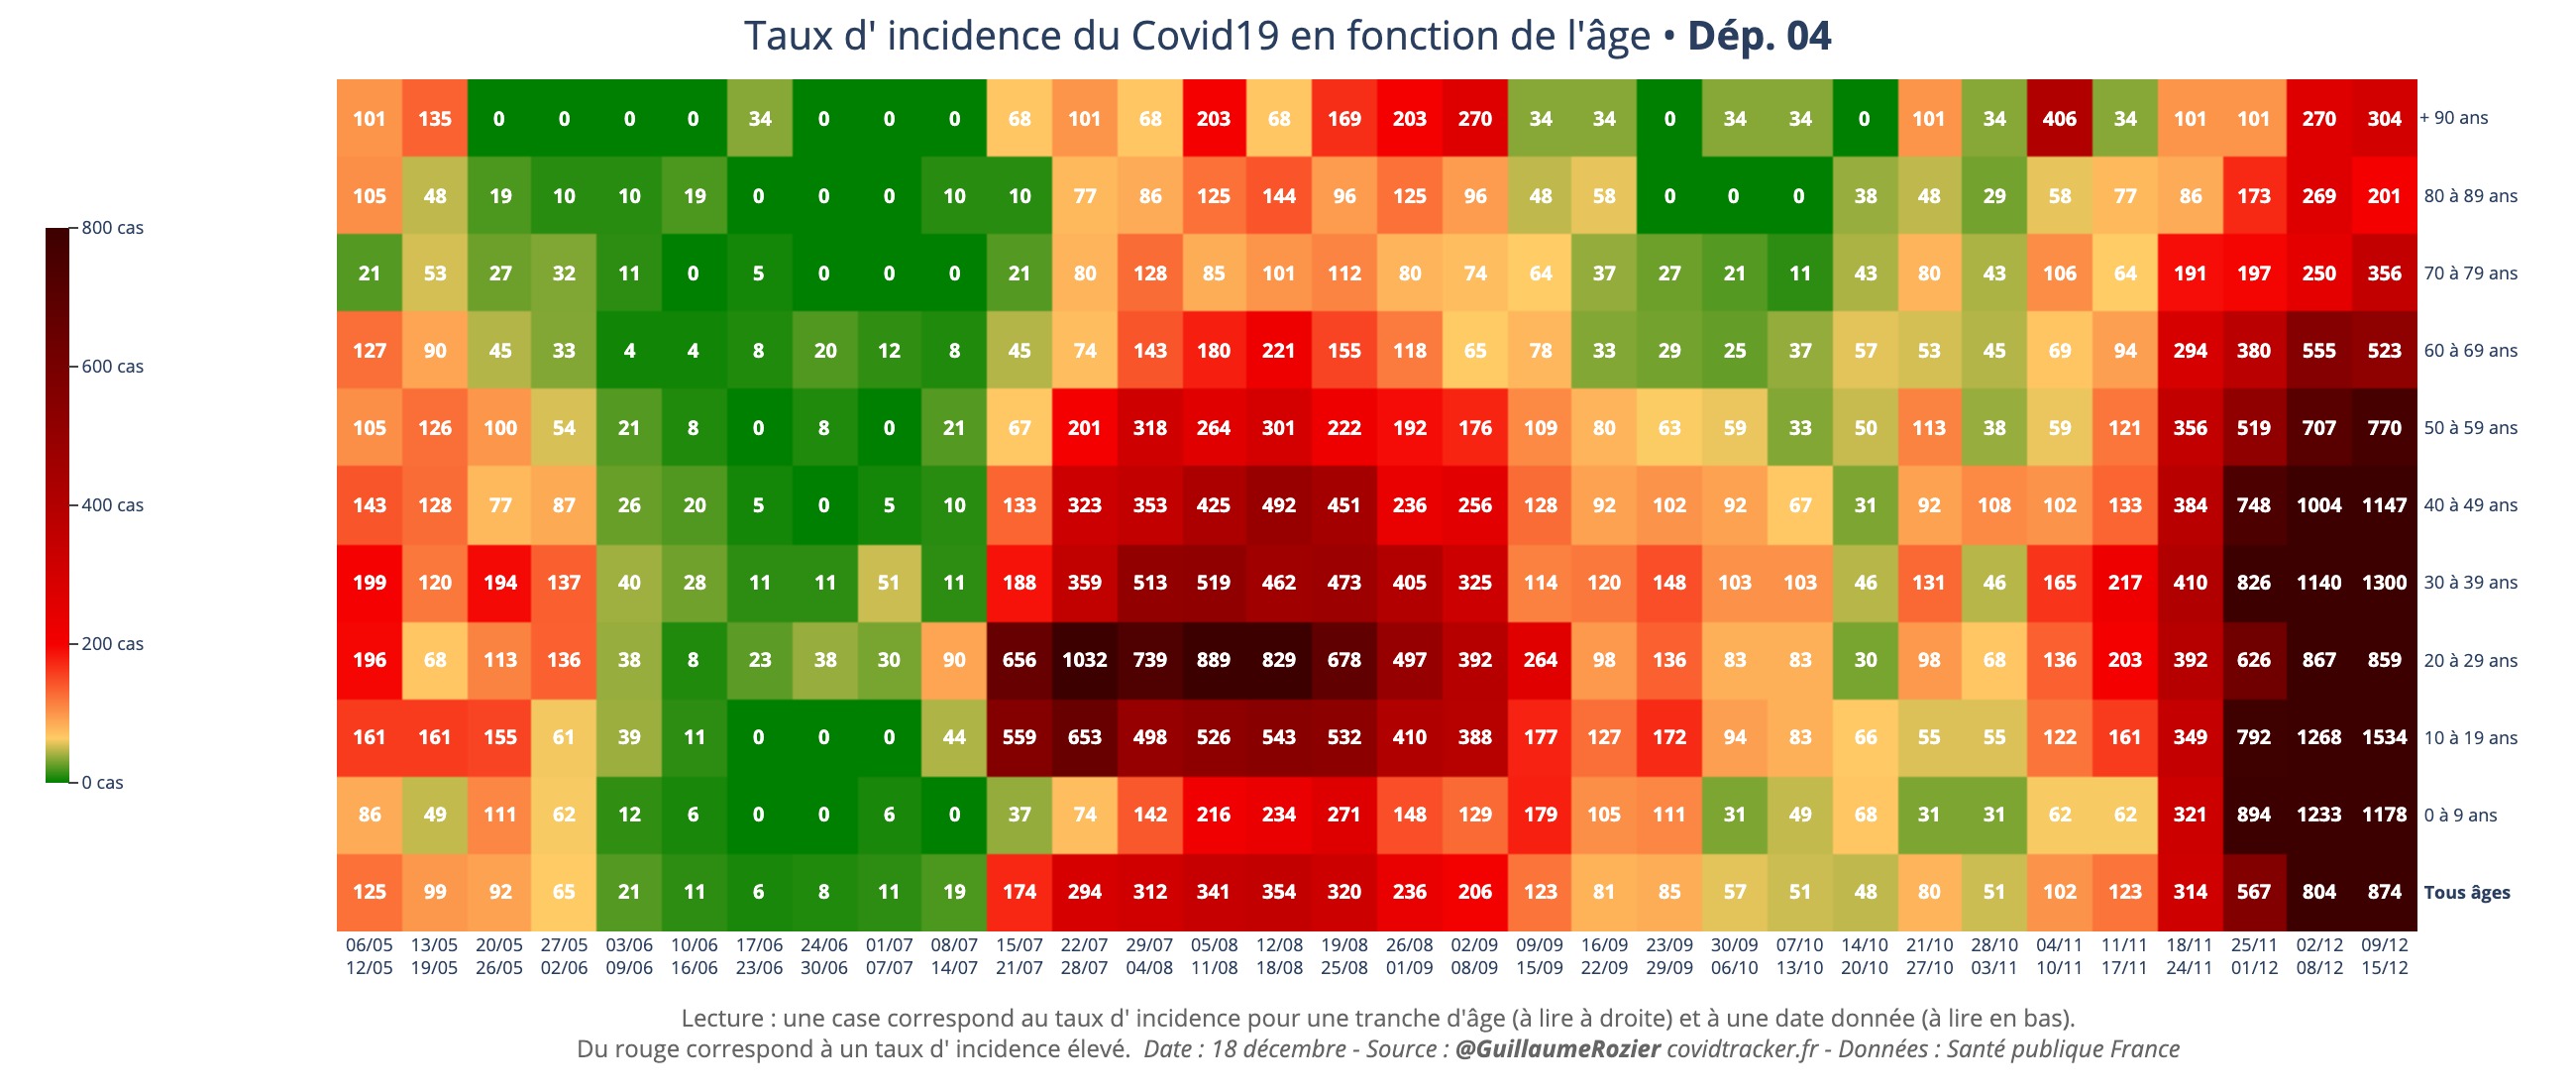 Taux d' incidence du Covid19 en fonction de l'âge • Dép. 04
800 cas
600 cas
400 cas
200 cas
0 cas
101 135 0 0 0 0 34 0 0 0 68 101 68 203 68 169 203 270 34 34 0 34 34 0 101 34 406 34 101 101 270 304 + 90 ans
105 48 19 10 10 19 0 0 0 10 10 77 86 125 144 96 125 96 48 58 0 0 0 38 48 29 58 77 86 173 269 201 80 à 89 ans
21 53 27 32 11 0 5 0 0 0 21 80 128 85 101 112 80 74 64 37 27 21 11 43 80 43 106 64 191 197 250 356 70 à 79 ans
127 90 45 33 4 4 8 20 12 8 45 74 143 180 221 155 118 65 78 33 29 25 37 57 53 45 69 94 294 380 555 523 60 à 69 ans
105 126 100 54 21 8 0 8 0 21 67 201 318 264 301 222 192 176 109 80 63 59 33 50 113 38 59 121 356 519 707 770 50 à 59 ans
143 128 77 87 26 20 5 0 5 10 133 323 353 425 492 451 236 256 128 92 102 92 67 31 92 108 102 133 384 748 1004 1147 40 à 49 ans
199 120 194 137 40 28 11 11 51 11 188 359 513 519 462 473 405 325 114 120 148 103 103 46 131 46 165 217 410 826 1140 1300 30 à 39 ans
196 68 113 136 38 8 23 38 30 90 656 1032 739 889 829 678 497 392 264 98 136 83 83 30 98 68 136 203 392 626 867 859 20 à 29 ans
161 161 155 61 39 11 0 0 0 44 559 653 498 526 543 532 410 388 177 127 172 94 83 66 55 55 122 161 349 792 1268 1534 10 à 19 ans
86 49 111 62 12 6 0 0 6 0 37 74 142 216 234 271 148 129 179 105 111 31 49 68 31 31 62 62 321 894 1233 1178 0 à 9 ans
125 99 92 65 21 11 6 8 11 19 174 294 312 341 354 320 236 206 123 81 85 57 51 48 80 51 102 123 314 567 804 874 Tous âges
06/05 13/05 20/05 27/05 03/06 10/06 17/06 24/06 01/07 08/07 15/07 22/07 29/07 05/08 12/08 19/08 26/08 02/09 09/09 16/09 23/09 30/09 07/10 14/10 21/10 28/10 04/11 11/11 18/11 25/11 02/12 09/12
12/05 19/05 26/05 02/06 09/06 16/06 23/06 30/06 07/07 14/07 21/07 28/07 04/08 11/08 18/08 25/08 01/09 08/09 15/09 22/09 29/09 06/10 13/10 20/10 27/10 03/11 10/11 17/11 24/11 01/12 08/12 15/12
Lecture : une case correspond au taux d' incidence pour une tranche d'âge (à lire à droite) et à une date donnée (à lire en bas).
Du rouge correspond à un taux d' incidence élevé. Date : 18 décembre - Source : @GuillaumeRozier covidtracker.fr - Données : Santé publique France